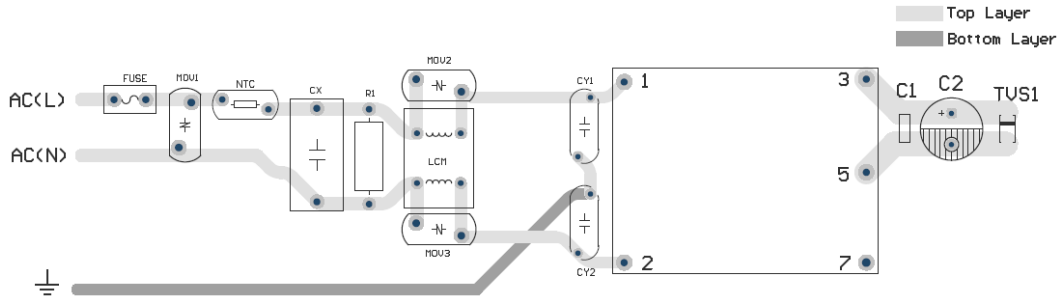 Top Layer
Bottom Layer
FUSE
MOV1
NTC
CX
R1
MOV2
CY1
1
3
C1
C2
TVS1
AC(L)
+
AC(N)
LCM
5
MOV3
CY2
2
7